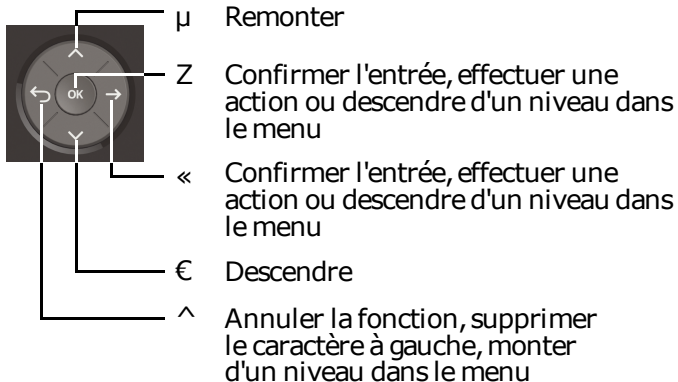 µ Remonter
OK
Z Confirmer l'entrée, effectuer une
action ou descendre d'un niveau dans
le menu
« Confirmer l'entrée, effectuer une
action ou descendre d'un niveau dans
le menu
€ Descendre
^ Annuler la fonction, supprimer
le caractère à gauche, monter
d'un niveau dans le menu